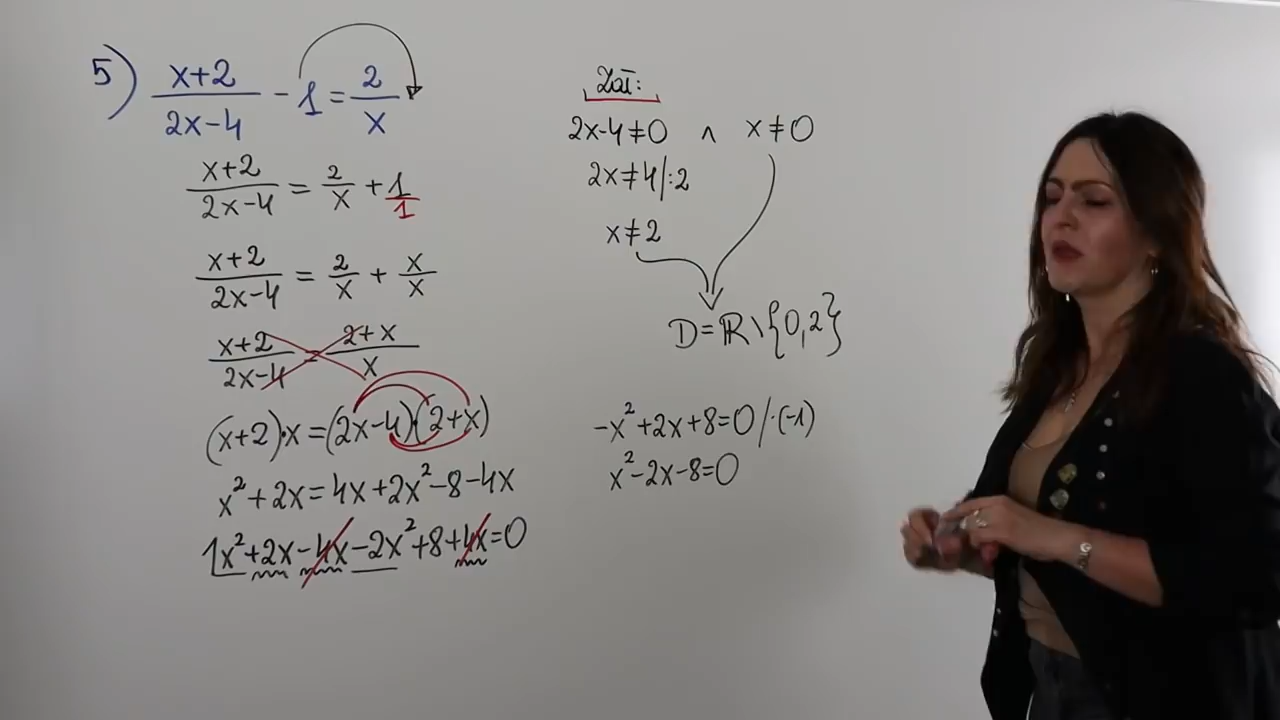 5) (x+2)/(2x-4) - 1 = 2/x
(x+2)/(2x-4) = 2/x + 1/1
(x+2)/(2x-4) = 2/x + x/x
(x+2)/(2x-4) = (2+x)/x
(x+2)·x=(2x-4)·(2+x)
x²+2x=4x+2x²-8-4x
1x²+2x-4x-2x²+8+4x=0
Zał:
2x-4≠0 ∧ x≠0
2x≠4/:2
x≠2
D=ℝ\{0,2}
-x²+2x+8=0/·(-1)
x²-2x-8=0